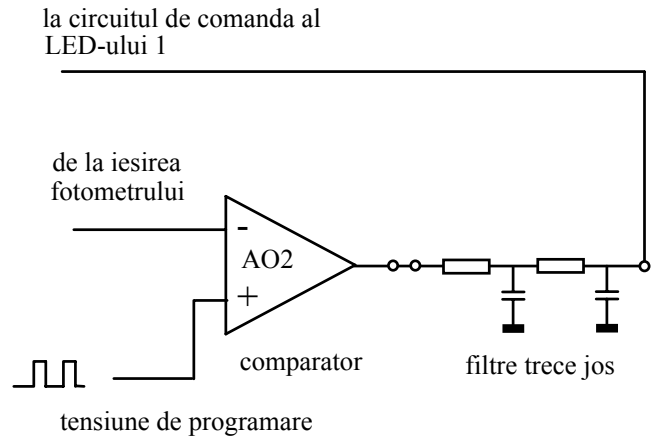 la circuitul de comanda al
LED-ului 1
de la iesirea
fotometrului
-
AO2
+
comparator
filtre trece jos
tensiune de programare